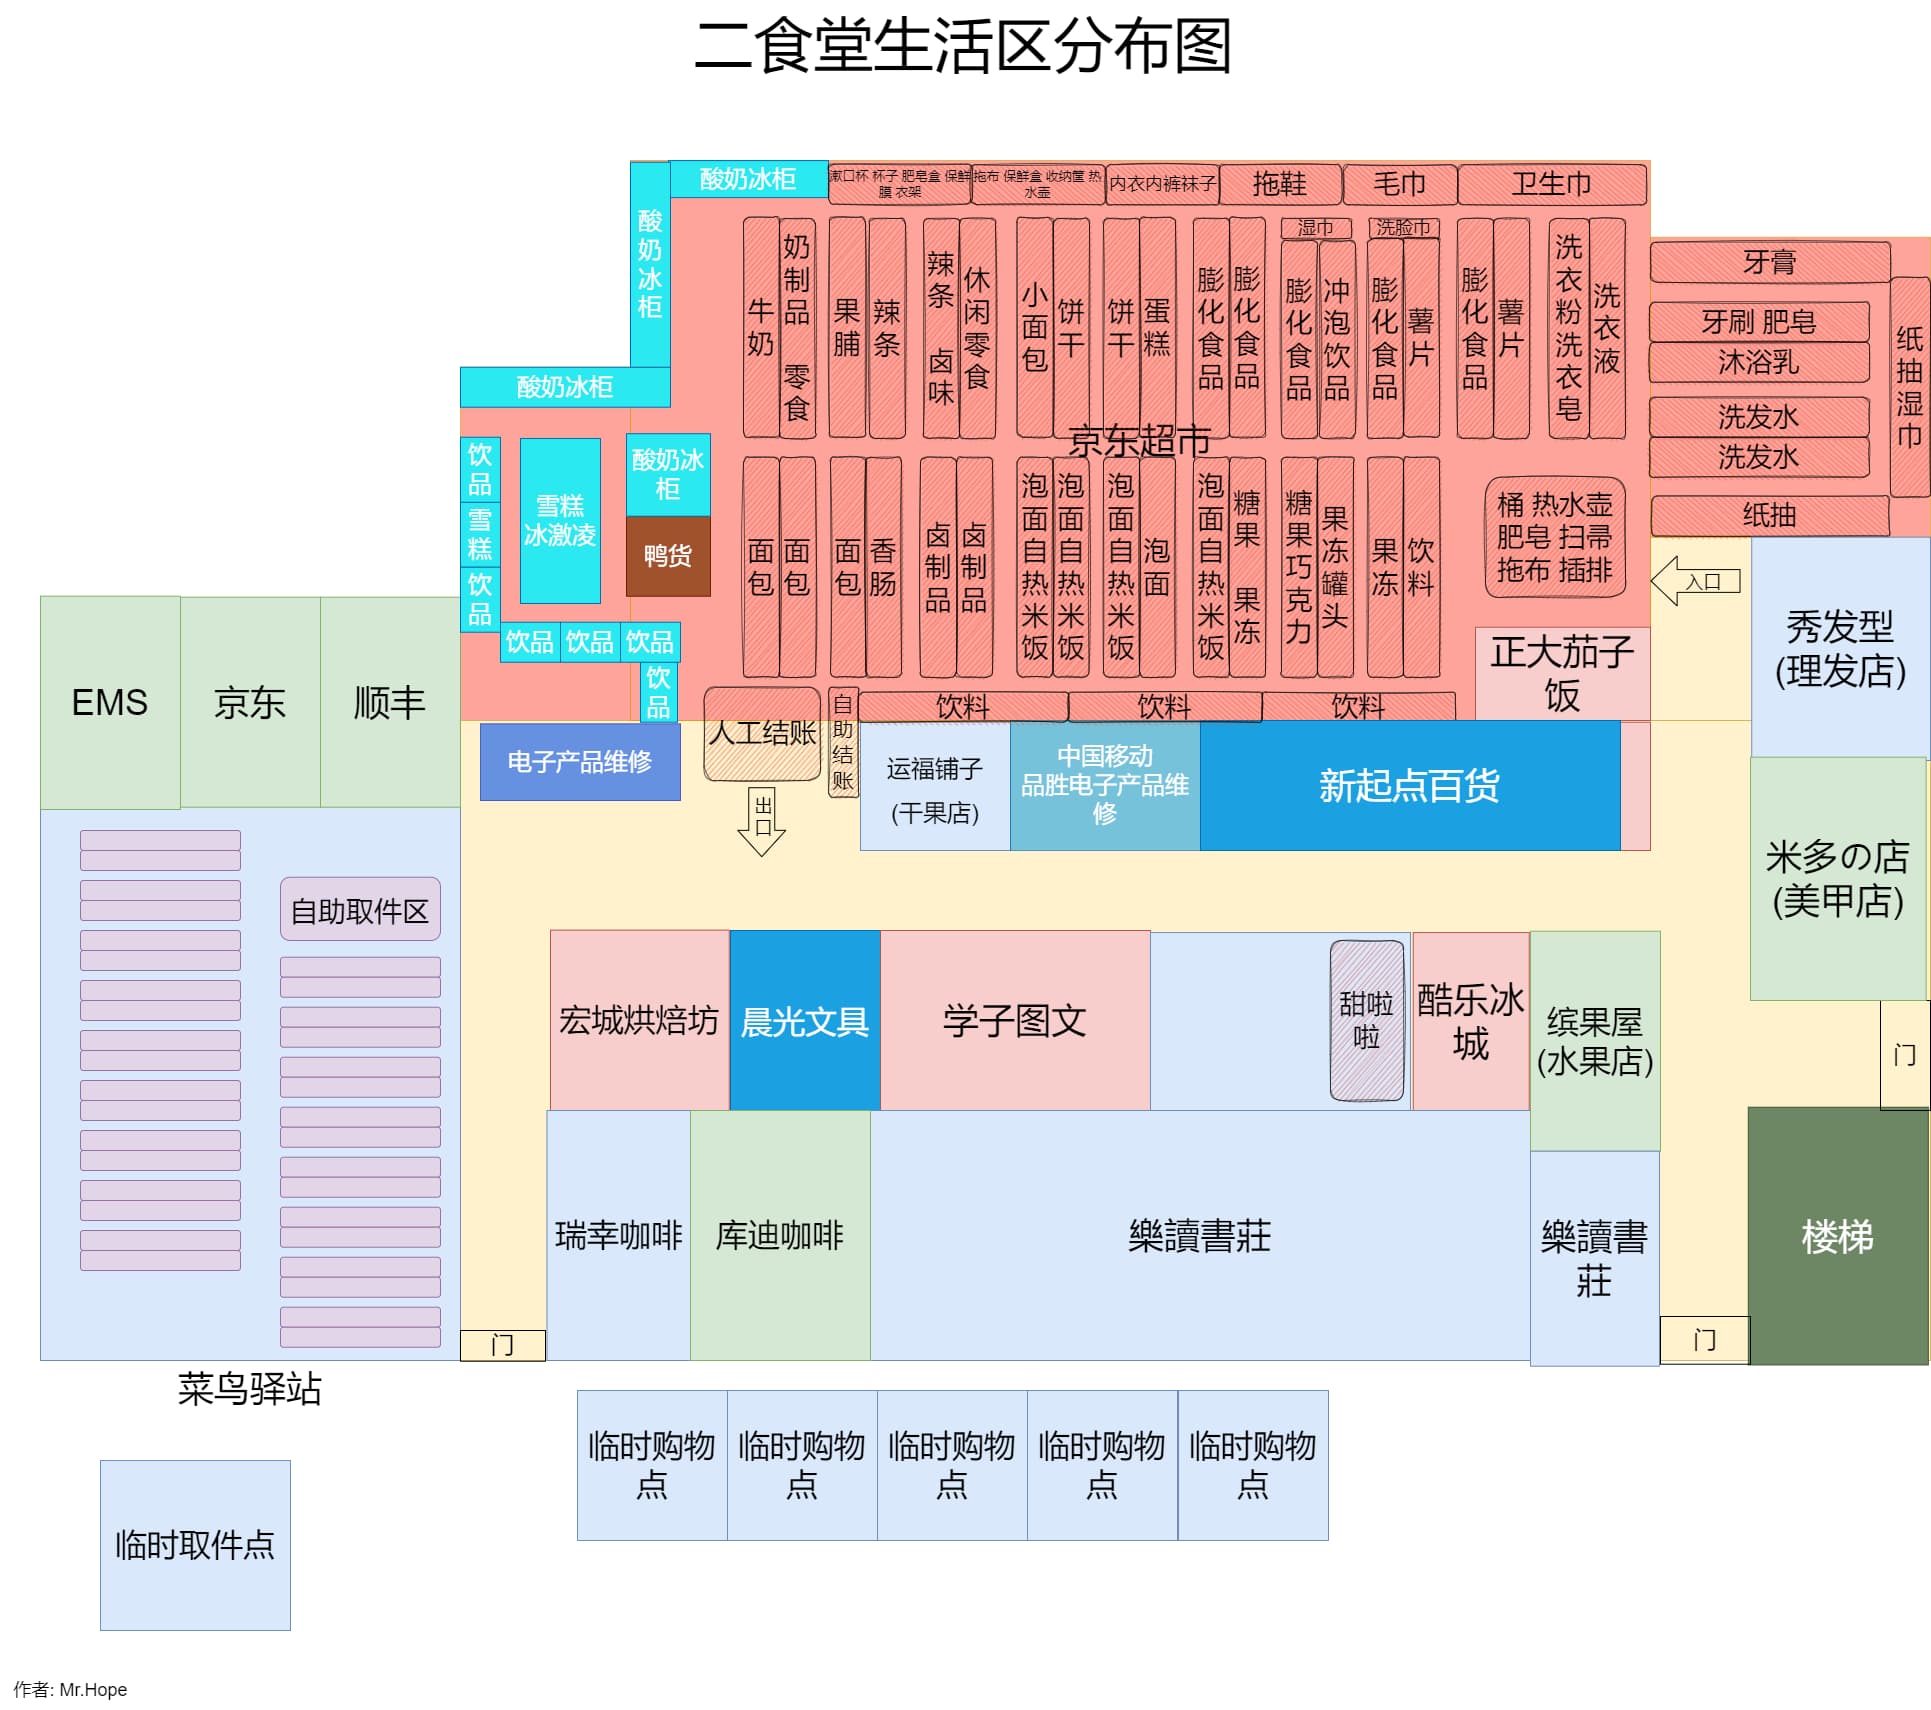 二食堂生活区分布图
酸奶冰柜
漱口杯 杯子 肥皂盒 保鲜
膜 衣架
拖布 保鲜盒 收纳筐 热
水壶
内衣内裤袜子
拖鞋
毛巾
卫生巾
酸奶冰柜
酸奶冰柜
牛奶
奶制品 零食
果脯
辣条
辣条 卤味
休闲零食
小面包
饼干
饼干
蛋糕
膨化食品
膨化食品
湿巾
膨化食品
冲泡饮品
洗脸巾
膨化食品
薯片
膨化食品
薯片
洗衣粉洗衣皂
洗衣液
牙膏
牙刷 肥皂
沐浴乳
洗发水
洗发水
纸抽
纸抽湿巾
京东超市
饮品
雪糕
饮品
雪糕
冰激凌
酸奶冰
柜
鸭货
饮品
饮品
饮品
饮品
面包
面包
面包
香肠
卤制品
卤制品
泡面自热米饭
泡面自热米饭
泡面自热米饭
泡面
泡面自热米饭
糖果 果冻
糖果巧克力
果冻罐头
果冻
饮料
桶 热水壶
肥皂 扫帚
拖布 插排
入口
正大茄子
饭
秀发型
(理发店)
EMS
京东
顺丰
人工结账
自助结账
饮料
饮料
饮料
电子产品维修
出口
运福铺子
(干果店)
中国移动
品胜电子产品维
修
新起点百货
米多の店
(美甲店)
自助取件区
宏城烘焙坊
晨光文具
学子图文
甜啦
啦
酷乐冰
城
缤果屋
(水果店)
门
瑞幸咖啡
库迪咖啡
樂讀書莊
樂讀書
莊
楼梯
门
门
菜鸟驿站
临时购物
点
临时购物
点
临时购物
点
临时购物
点
临时购物
点
临时取件点
作者: Mr.Hope